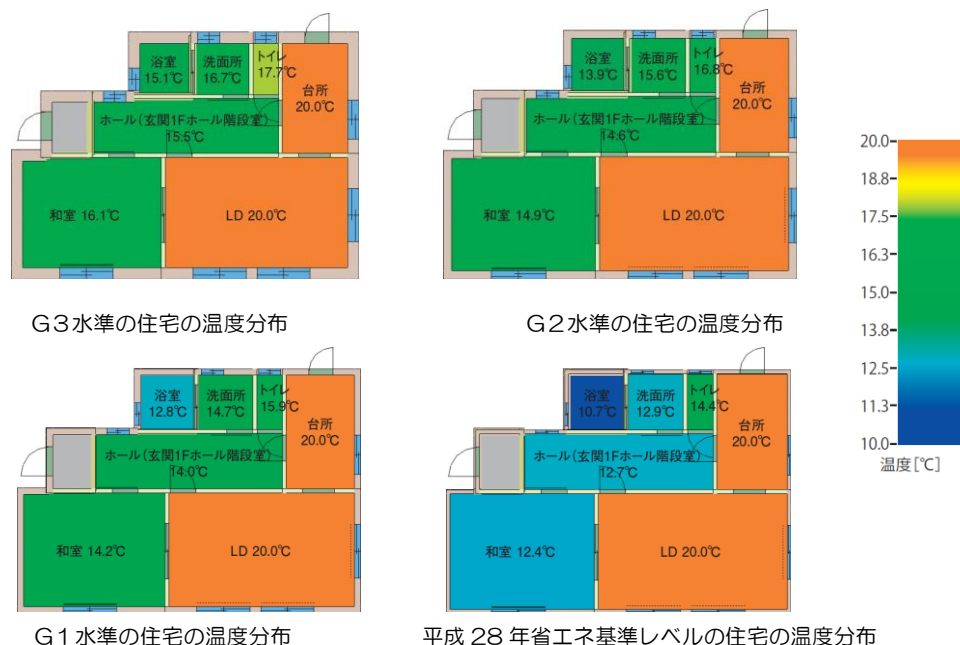 浴室
15.1℃
洗面所
16.7℃
トイレ
17.7℃
台所
20.0℃
ホール(玄関1Fホール階段室)
15.5℃
和室 16.1℃
LD 20.0℃
G3水準の住宅の温度分布
浴室
13.9℃
洗面所
15.6℃
トイレ
16.8℃
台所
20.0℃
ホール(玄関1Fホール階段室)
14.6℃
和室 14.9℃
LD 20.0℃
G2水準の住宅の温度分布
浴室
12.8℃
洗面所
14.7℃
トイレ
15.9℃
台所
20.0℃
ホール(玄関1Fホール階段室)
14.0℃
和室 14.2℃
LD 20.0℃
G1水準の住宅の温度分布
浴室
10.7℃
洗面所
12.9℃
トイレ
14.4℃
台所
20.0℃
ホール(玄関1Fホール階段室)
12.7℃
和室 12.4℃
LD 20.0℃
平成 28 年省エネ基準レベルの住宅の温度分布
20.0
18.8
17.5
16.3
15.0
13.8
12.5
11.3
10.0
温度[℃]